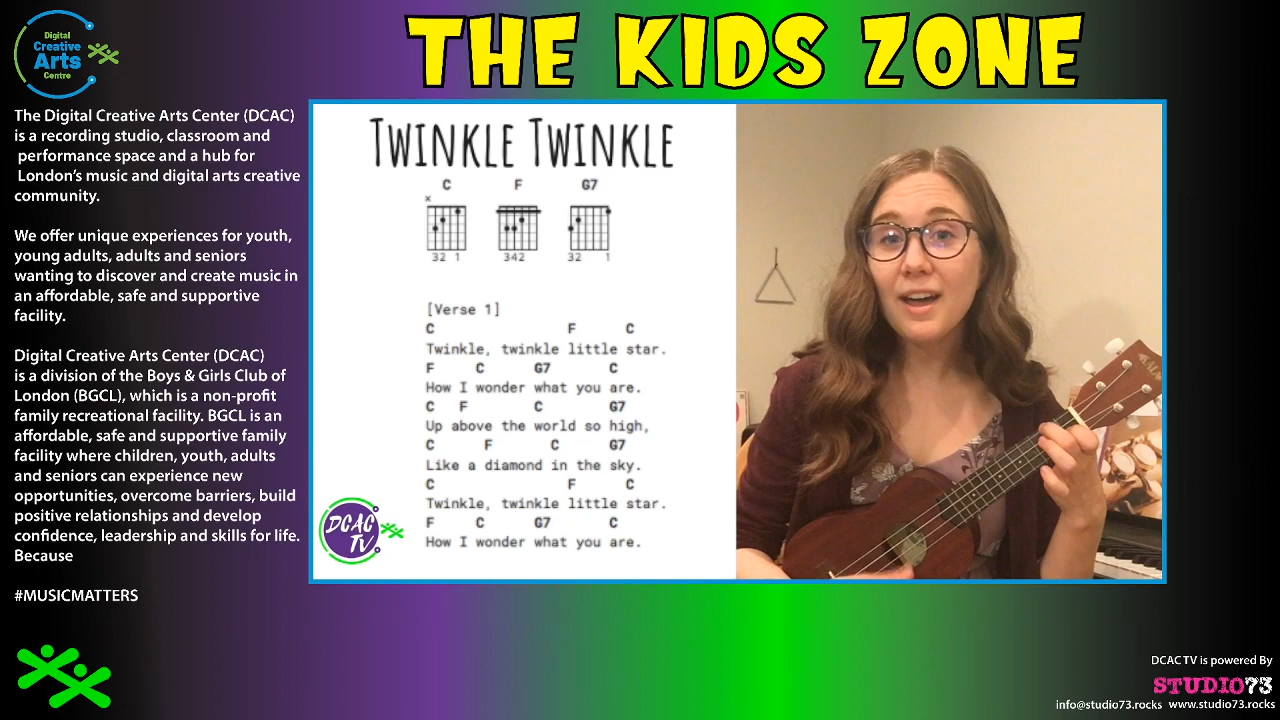 Digital
Creative
Arts
Centre
THE KIDS ZONE
The Digital Creative Arts Center (DCAC)
is a recording studio, classroom and
performance space and a hub for
London's music and digital arts creative
community.
We offer unique experiences for youth,
young adults, adults and seniors
wanting to discover and create music in
an affordable, safe and supportive
facility.
Digital Creative Arts Center (DCAC)
is a division of the Boys & Girls Club of
London (BGCL), which is a non-profit
family recreational facility. BGCL is an
affordable, safe and supportive family
facility where children, youth, adults
and seniors can experience new
opportunities, overcome barriers, build
positive relationships and develop
confidence, leadership and skills for life.
Because
#MUSICMATTERS
TWINKLE TWINKLE
C F G7
x
32 1 342 32 1
[Verse 1]
C F C
Twinkle, twinkle little star.
F C G7 C
How I wonder what you are.
C F C G7
Up above the world so high,
C F C G7
Like a diamond in the sky.
C F C
Twinkle, twinkle little star.
F C G7 C
How I wonder what you are.
DCAC
TV
DCAC TV is powered By
STUDIO73
info@studio73.rocks www.studio73.rocks